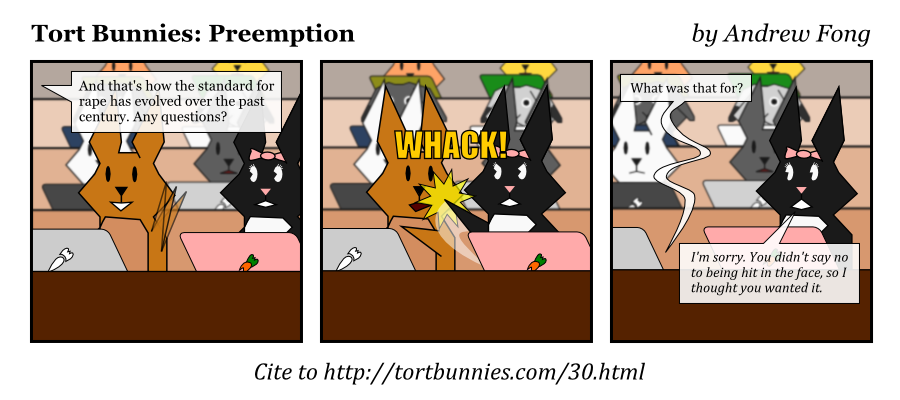 Tort Bunnies: Preemption
by Andrew Fong
And that's how the standard for
rape has evolved over the past
century. Any questions?
WHACK!
What was that for?
I'm sorry. You didn't say no
to being hit in the face, so I
thought you wanted it.
Cite to http://tortbunnies.com/30.html